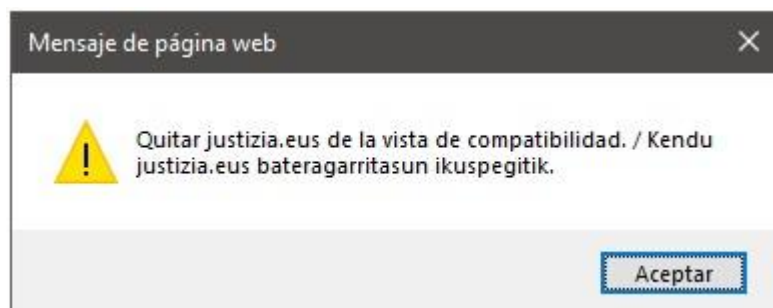 Mensaje de página web
Quitar justizia.eus de la vista de compatibilidad. / Kendu
justizia.eus bateragarritasun ikuspegitik.
Aceptar